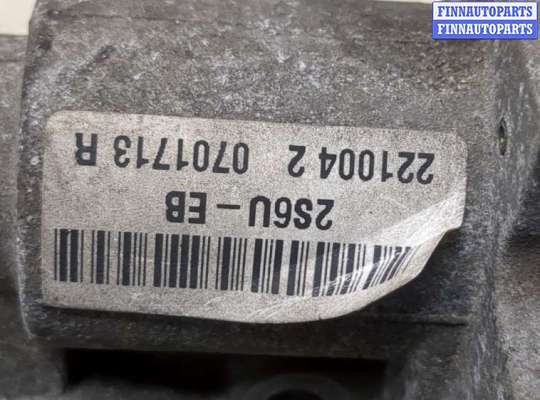 FINNAUTOPARTS
FINNAUTOPARTS
2S6U-EB
221004 2 0701713 R